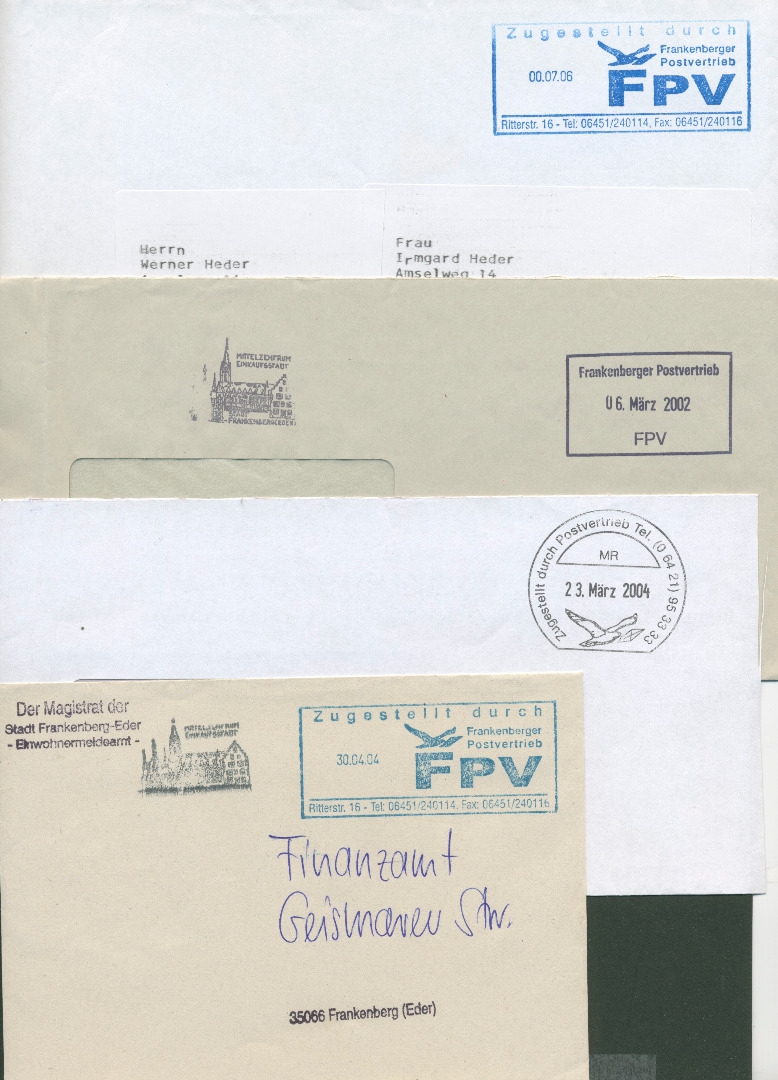 Zugestellt durch
Frankenberger
Postvertrieb
00.07.06
FPV
Ritterstr. 16 - Tel: 06451/240114, Fax: 06451/240116
Herrn
Werner Heder
Frau
Irmgard Heder
Amselweg 14
MITTELZENTRUM
EINKAUFSSTADT
STADT
FRANKENBERG(EDER)
Frankenberger Postvertrieb
06. März 2002
FPV
Zugestellt durch Postvertrieb Tel. (0 64 21) 95 33 33
MR
23. März 2004
Der Magistrat der
Stadt Frankenberg-Eder
- Einwohnermeldeamt -
MITTELZENTRUM
EINKAUFSSTADT
Zugestellt durch
Frankenberger
Postvertrieb
30.04.04
FPV
Ritterstr. 16 - Tel: 06451/240114, Fax: 06451/240116
Finanzamt
Geismarer Str.
35066 Frankenberg (Eder)